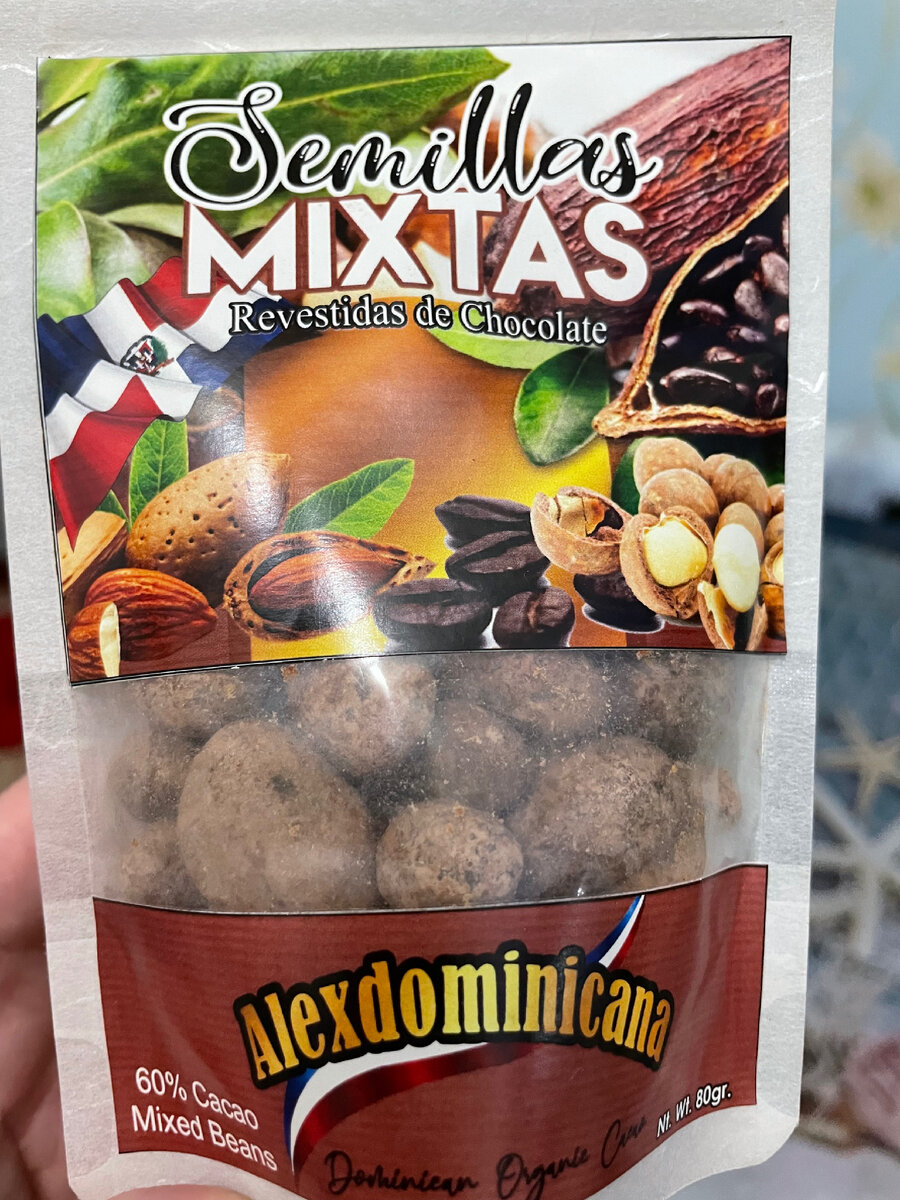 Semillas
MIXTAS
Revestidas de Chocolate
Alexdominicana
60% Cacao
Mixed Beans
Nt. Wt. 80gr.
Dominican Organic Cacao